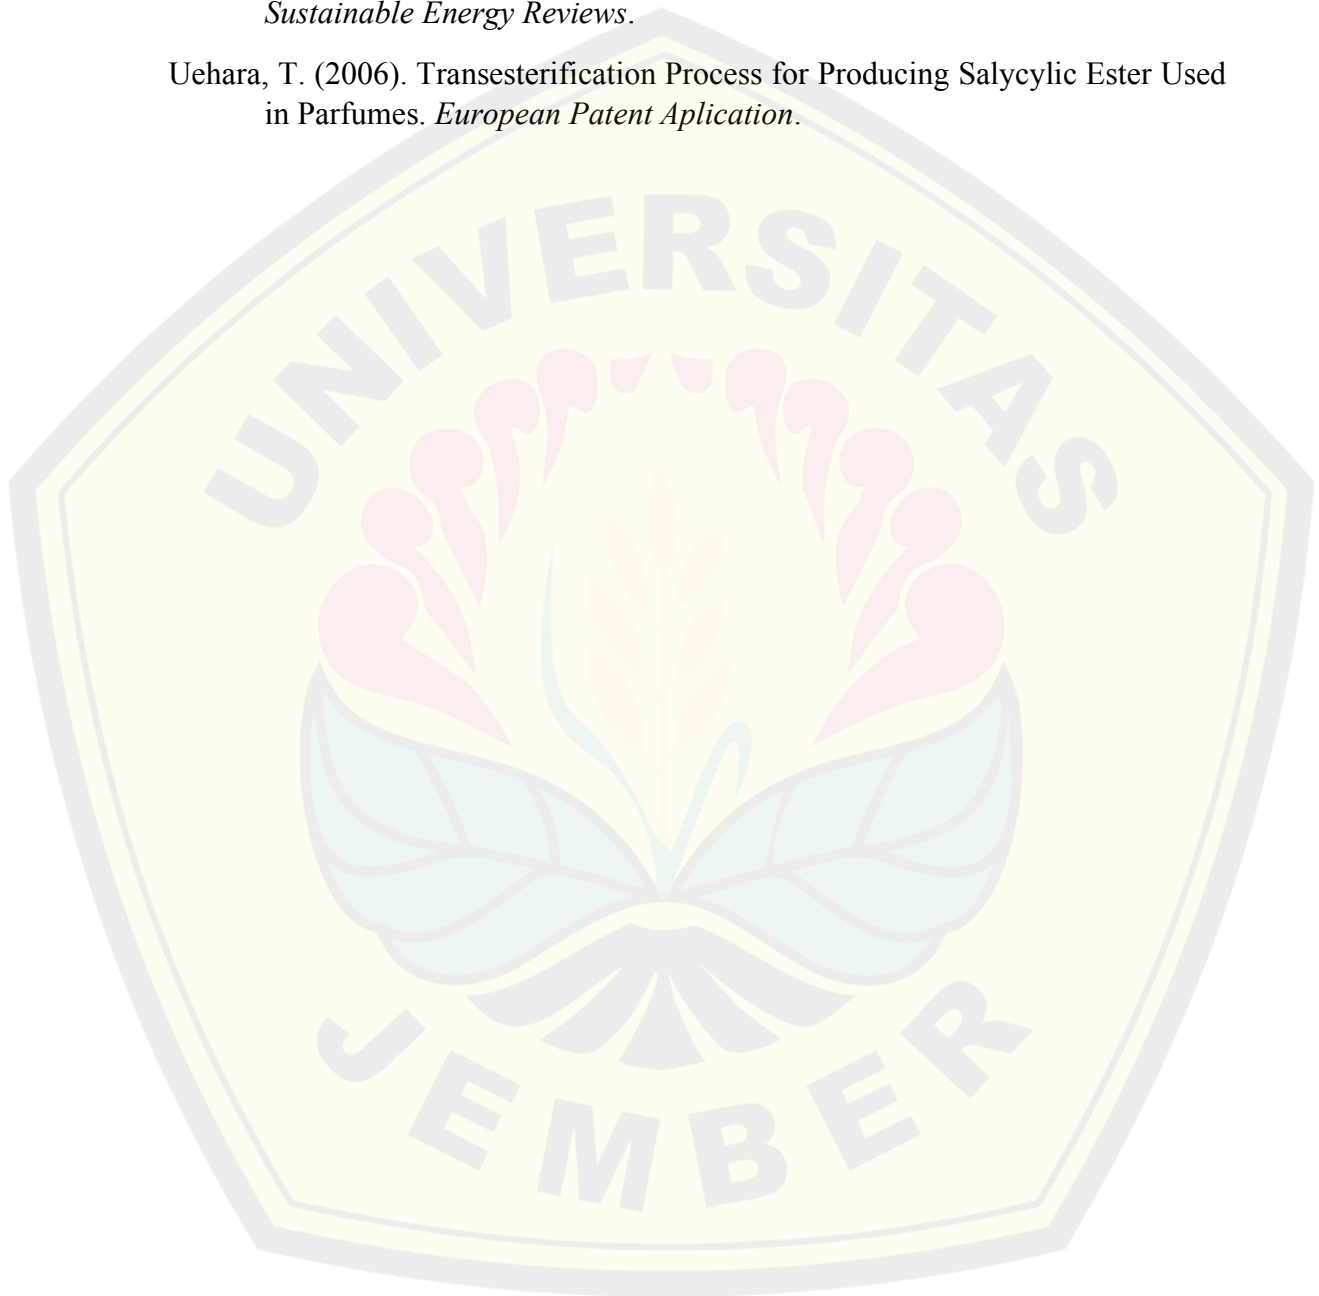 Sustainable Energy Reviews.
Uehara, T. (2006). Transesterification Process for Producing Salycylic Ester Used
in Parfumes. European Patent Aplication.
UNIVERSITAS
JEMBER